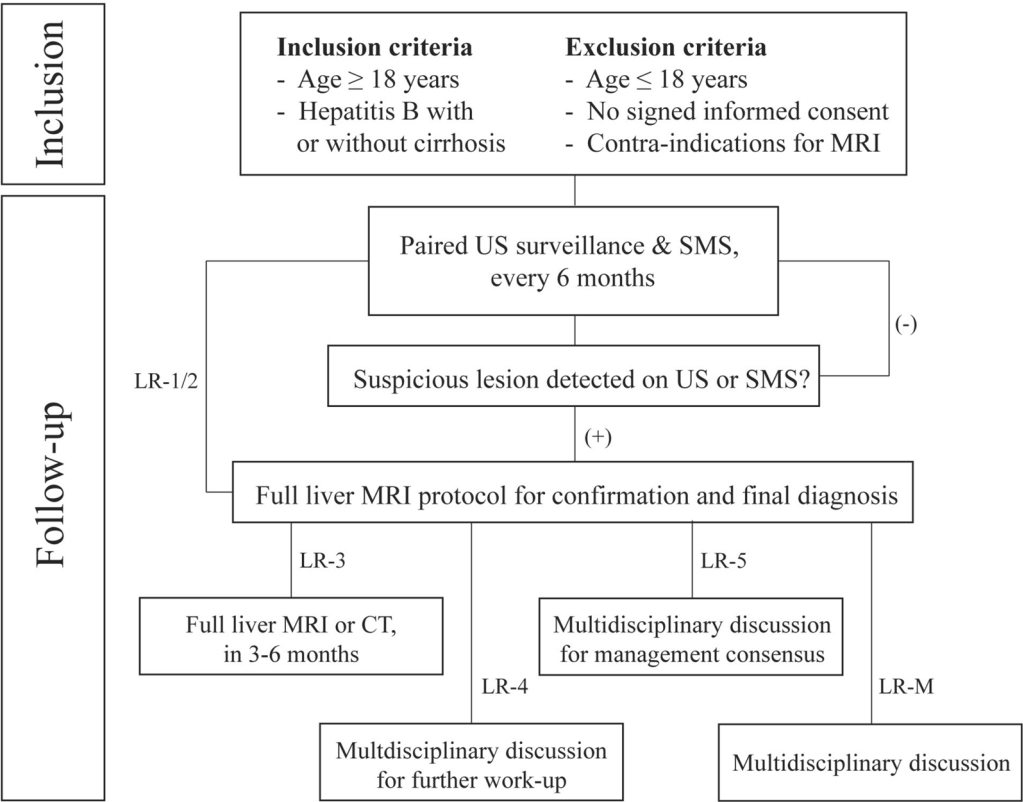 Inclusion
Inclusion criteria
- Age ≥ 18 years
- Hepatitis B with
or without cirrhosis
Exclusion criteria
- Age ≤ 18 years
- No signed informed consent
- Contra-indications for MRI
Follow-up
Paired US surveillance & SMS,
every 6 months
(-)
LR-1/2
Suspicious lesion detected on US or SMS?
(+)
Full liver MRI protocol for confirmation and final diagnosis
LR-3
LR-5
Full liver MRI or CT,
in 3-6 months
Multidisciplinary discussion
for management consensus
LR-4
LR-M
Multdisciplinary discussion
for further work-up
Multidisciplinary discussion